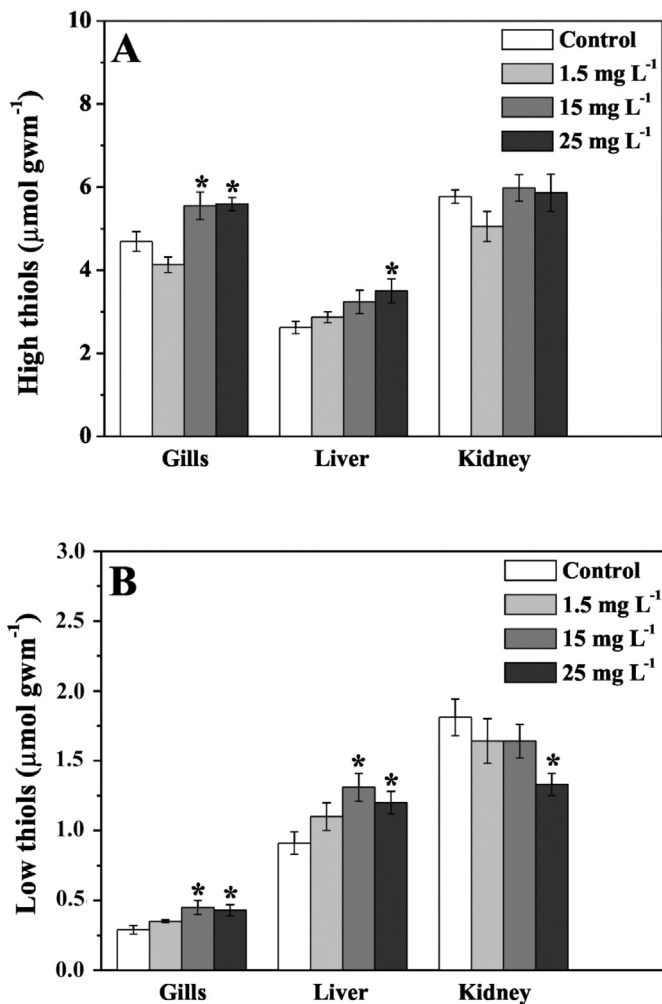 A
High thiols (μmol gwm⁻¹)
10
8
6
4
2
0
Control
1.5 mg L⁻¹
15 mg L⁻¹
25 mg L⁻¹
* *
*
Gills Liver Kidney
B
Low thiols (μmol gwm⁻¹)
3.0
2.5
2.0
1.5
1.0
0.5
0.0
Control
1.5 mg L⁻¹
15 mg L⁻¹
25 mg L⁻¹
* *
* *
*
Gills Liver Kidney